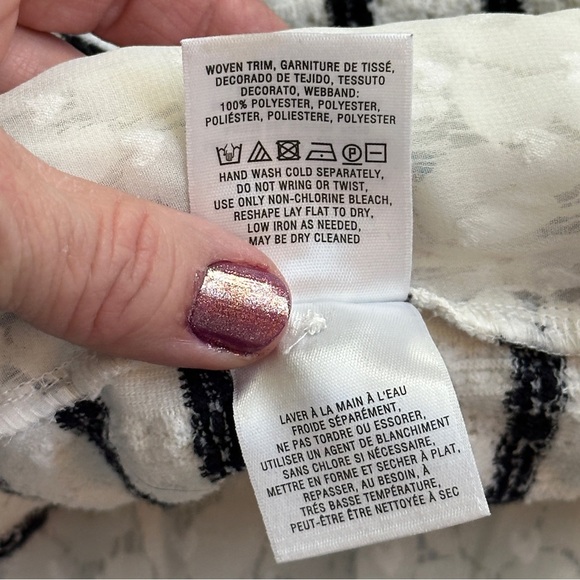 WOVEN TRIM, GARNITURE DE TISSÉ,
DECORADO DE TEJIDO, TESSUTO
DECORATO, WEBBAND:
100% POLYESTER, POLYESTER,
POLIÉSTER, POLIESTERE, POLYESTER
P
HAND WASH COLD SEPARATELY,
DO NOT WRING OR TWIST,
USE ONLY NON-CHLORINE BLEACH,
RESHAPE LAY FLAT TO DRY,
LOW IRON AS NEEDED,
MAY BE DRY CLEANED
LAVER À LA MAIN À L'EAU
FROIDE SÉPARÉMENT,
NE PAS TORDRE OU ESSORER,
UTILISER UN AGENT DE BLANCHIMENT
SANS CHLORE SI NÉCESSAIRE,
METTRE EN FORME ET SÉCHER À PLAT,
REPASSER, AU BESOIN, À
TRÉS BASSE TEMPÉRATURE,
PEUT-ÊTRE ÊTRE NETTOYÉE À SEC